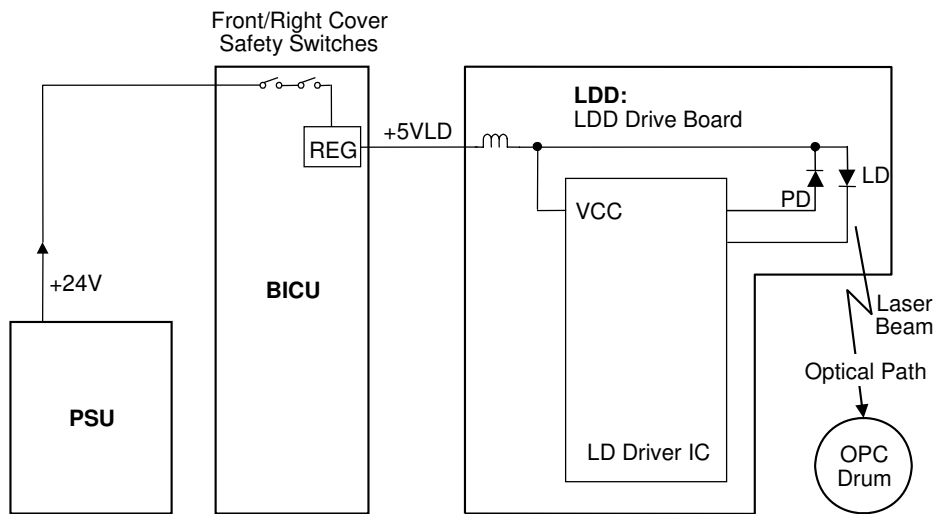 Front/Right Cover
Safety Switches
LDD:
LDD Drive Board
+5VLD
REG
LD
PD
VCC
+24V
BICU
Laser
Beam
Optical Path
PSU
LD Driver IC
OPC
Drum